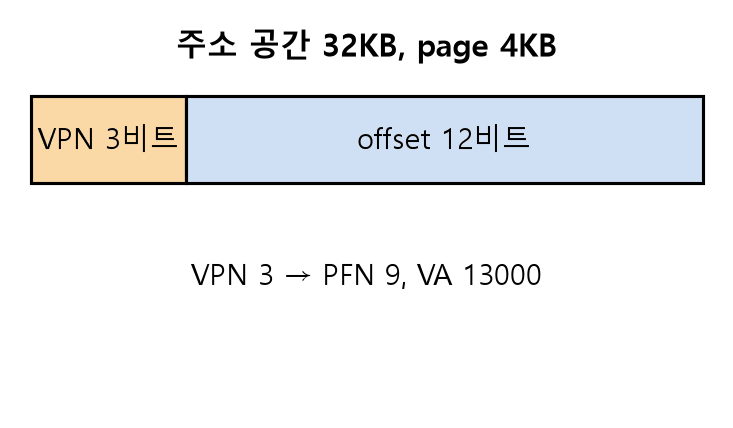 주소 공간 32KB, page 4KB
VPN 3비트 offset 12비트
VPN 3 → PFN 9, VA 13000